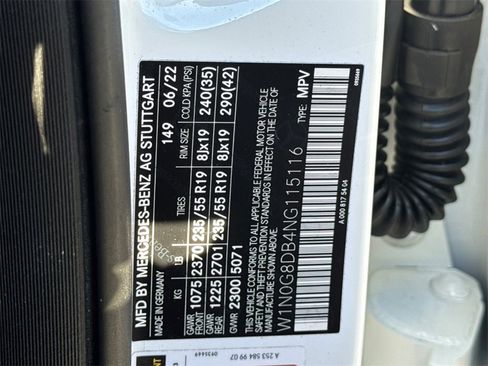 MFD BY MERCEDES-BENZ AG STUTTGART
MADE IN GERMANY 149 06/22
KG LB TIRES RIM SIZE COLD KPA(PSI)
GAWR FRONT 1075 2370 235/55 R19 8Jx19 240(35)
GAWR REAR 1225 2701 235/55 R19 8Jx19 290(42)
GVWR 2300 5071
THIS VEHICLE CONFORMS TO ALL APPLICABLE FEDERAL MOTOR VEHICLE
SAFETY, BUMPER AND THEFT PREVENTION STANDARDS IN EFFECT ON THE DATE OF
MANUFACTURE SHOWN ABOVE.
W1N0G8DB4NG115116 TYPE: MPV
A 000 817 54 04
A 253 584 99 07
0935669